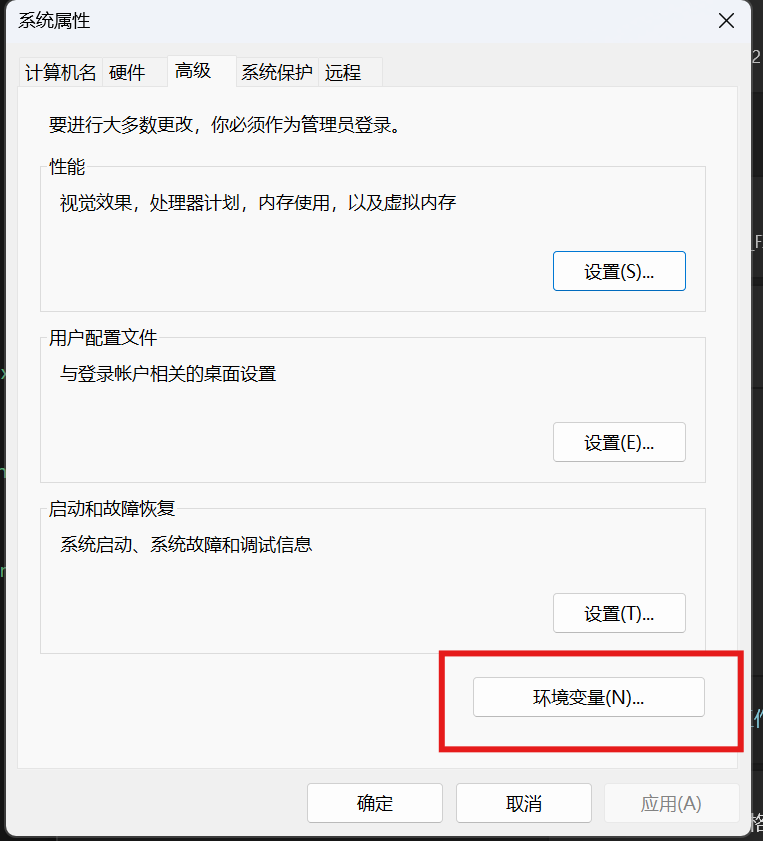 系统属性
计算机名 硬件 高级 系统保护 远程
要进行大多数更改，你必须作为管理员登录。
性能
视觉效果，处理器计划，内存使用，以及虚拟内存
设置(S)...
用户配置文件
与登录帐户相关的桌面设置
设置(E)...
启动和故障恢复
系统启动、系统故障和调试信息
设置(T)...
环境变量(N)...
确定 取消 应用(A)